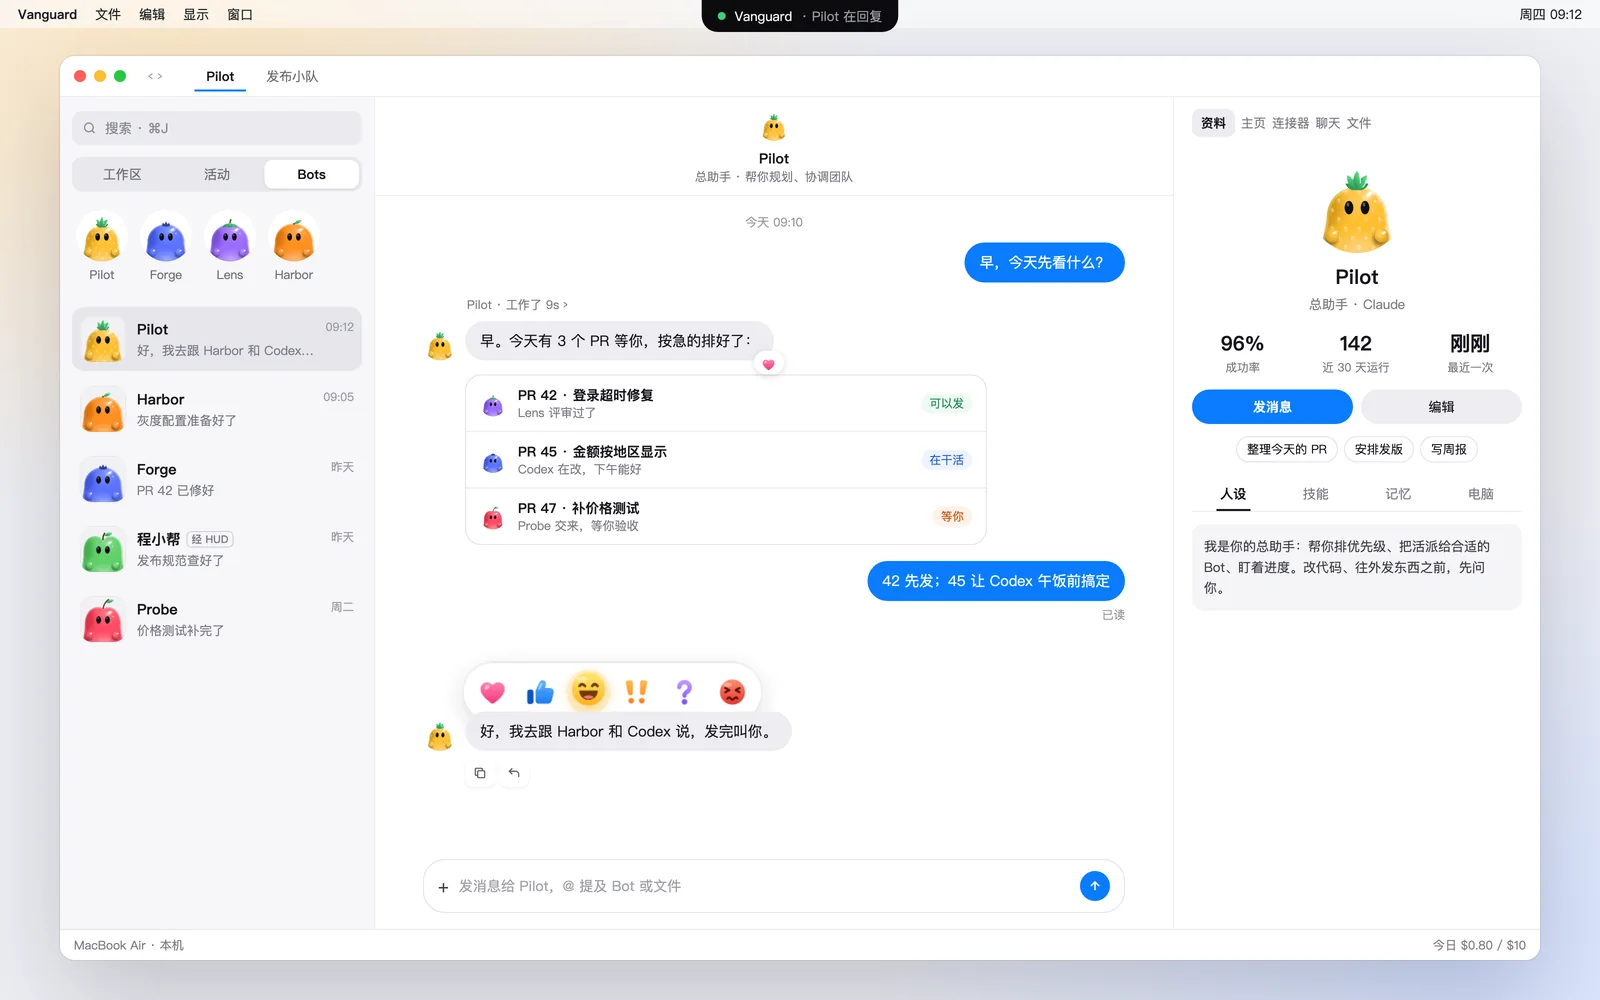 Vanguard 文件 编辑 显示 窗口
Vanguard · Pilot 在回复
周四 09:12
Pilot 发布小队
搜索 · ⌘J
工作区 活动 Bots
Pilot Forge Lens Harbor
Pilot 09:12
好，我去跟 Harbor 和 Codex…
Harbor 09:05
灰度配置准备好了
Forge 昨天
PR 42 已修好
程小帮 经 HUD 昨天
发布规范查好了
Probe 周二
价格测试补完了
Pilot
总助手 · 帮你规划、协调团队
今天 09:10
早，今天先看什么？
Pilot · 工作了 9s ›
早。今天有 3 个 PR 等你，按急的排好了：
PR 42 · 登录超时修复
Lens 评审过了
可以发
PR 45 · 金额按地区显示
Codex 在改，下午能好
在干活
PR 47 · 补价格测试
Probe 交来，等你验收
等你
42 先发；45 让 Codex 午饭前搞定
已读
好，我去跟 Harbor 和 Codex 说，发完叫你。
发消息给 Pilot，@ 提及 Bot 或文件
资料 主页 连接器 聊天 文件
Pilot
总助手 · Claude
96% 142 刚刚
成功率 近 30 天运行 最近一次
发消息 编辑
整理今天的 PR 安排发版 写周报
人设 技能 记忆 电脑
我是你的总助手：帮你排优先级、把活派给合适的
Bot、盯着进度。改代码、往外发东西之前，先问
你。
MacBook Air · 本机
今日 $0.80 / $10